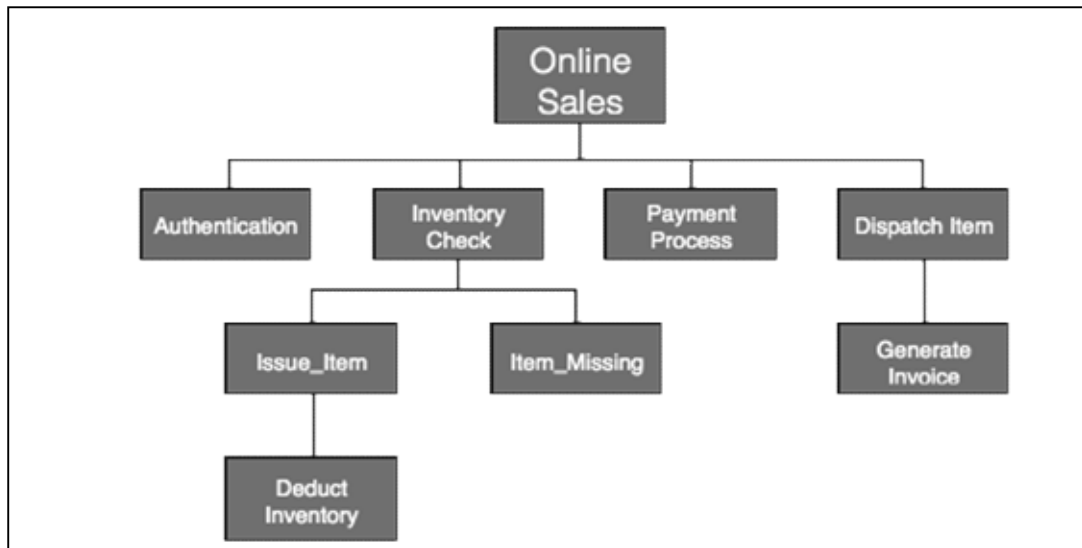 Online
Sales
Authentication
Inventory
Check
Payment
Process
Dispatch Item
Issue_Item
Item_Missing
Generate
Invoice
Deduct
Inventory